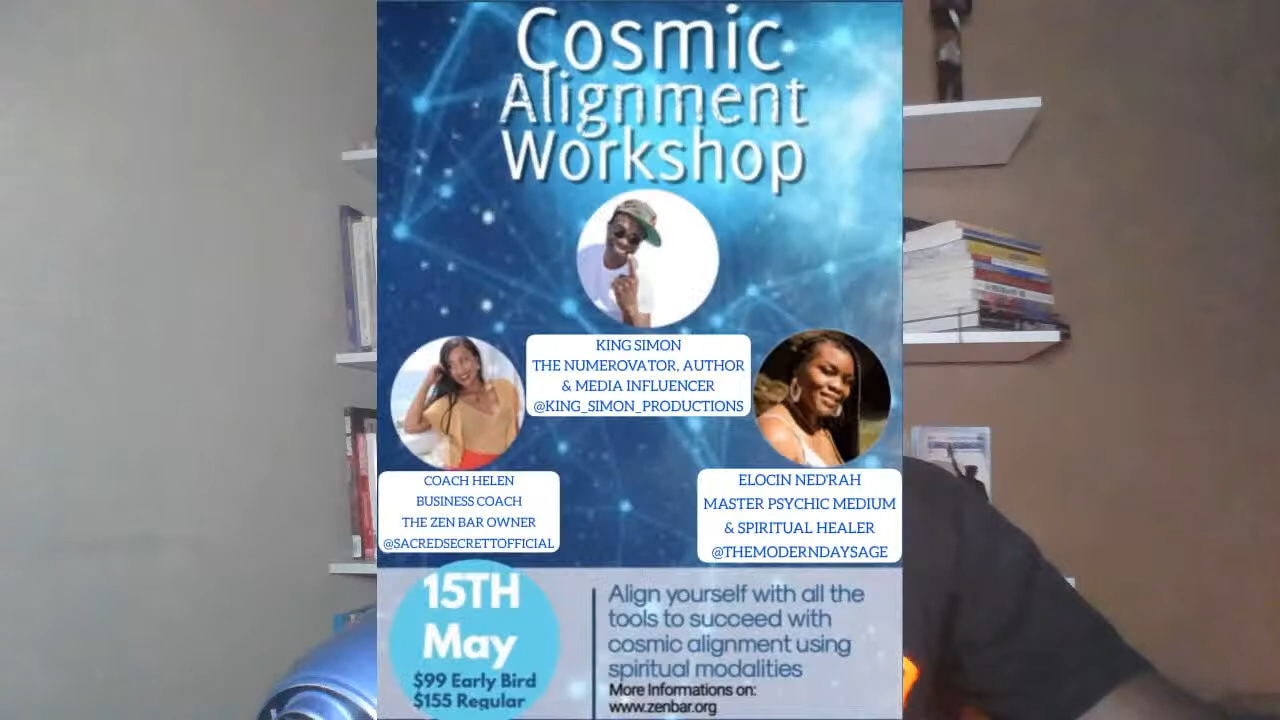 Cosmic
Alignment
Workshop
KING SIMON
THE NUMEROVATOR, AUTHOR
& MEDIA INFLUENCER
@KING_SIMON_PRODUCTIONS
COACH HELEN
BUSINESS COACH
THE ZEN BAR OWNER
@SACREDSECRETTOFFICIAL
ELOCIN NED'RAH
MASTER PSYCHIC MEDIUM
& SPIRITUAL HEALER
@THEMODERNDAYSAGE
15TH
May
$99 Early Bird
$155 Regular
Align yourself with all the
tools to succeed with
cosmic alignment using
spiritual modalities
More Informations on:
www.zenbar.org